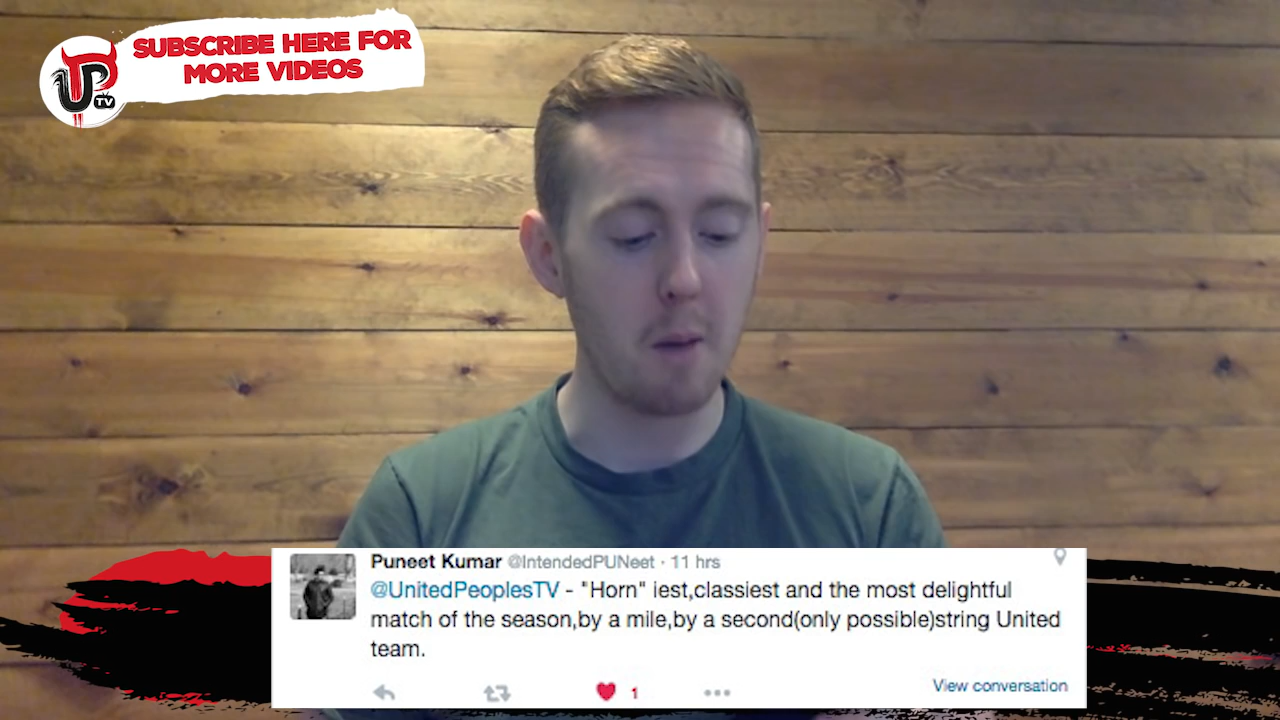 SUBSCRIBE HERE FOR
MORE VIDEOS
UP
TV
Puneet Kumar @IntendedPUNeet · 11 hrs
@UnitedPeoplesTV - "Horn" iest,classiest and the most delightful
match of the season,by a mile,by a second(only possible)string United
team.
1
View conversation